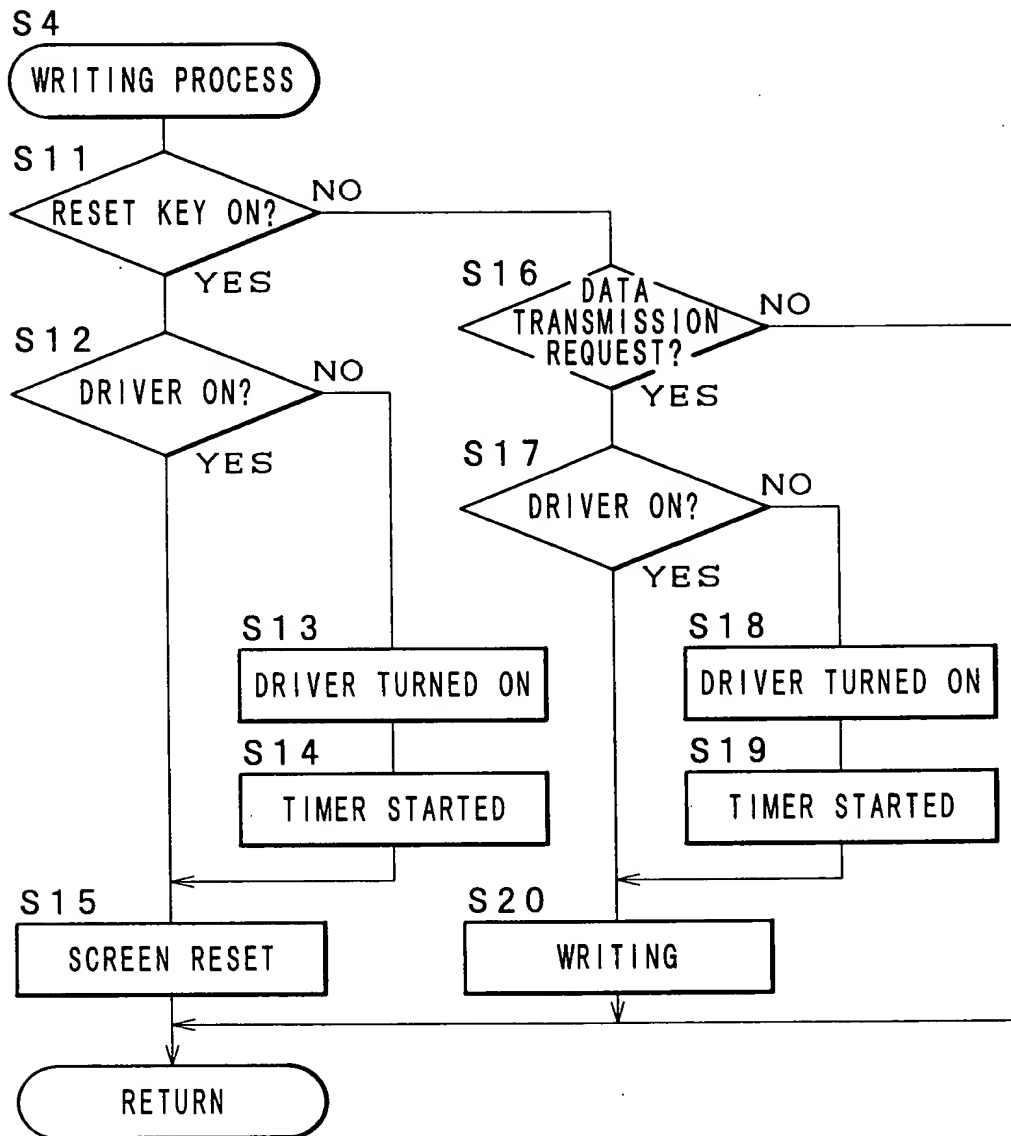 S4
WRITING PROCESS
S11
RESET KEY ON?
NO
YES
S16
DATA
TRANSMISSION
REQUEST?
NO
YES
S12
DRIVER ON?
NO
YES
S17
DRIVER ON?
NO
YES
S13
DRIVER TURNED ON
S14
TIMER STARTED
S18
DRIVER TURNED ON
S19
TIMER STARTED
S15
SCREEN RESET
S20
WRITING
RETURN